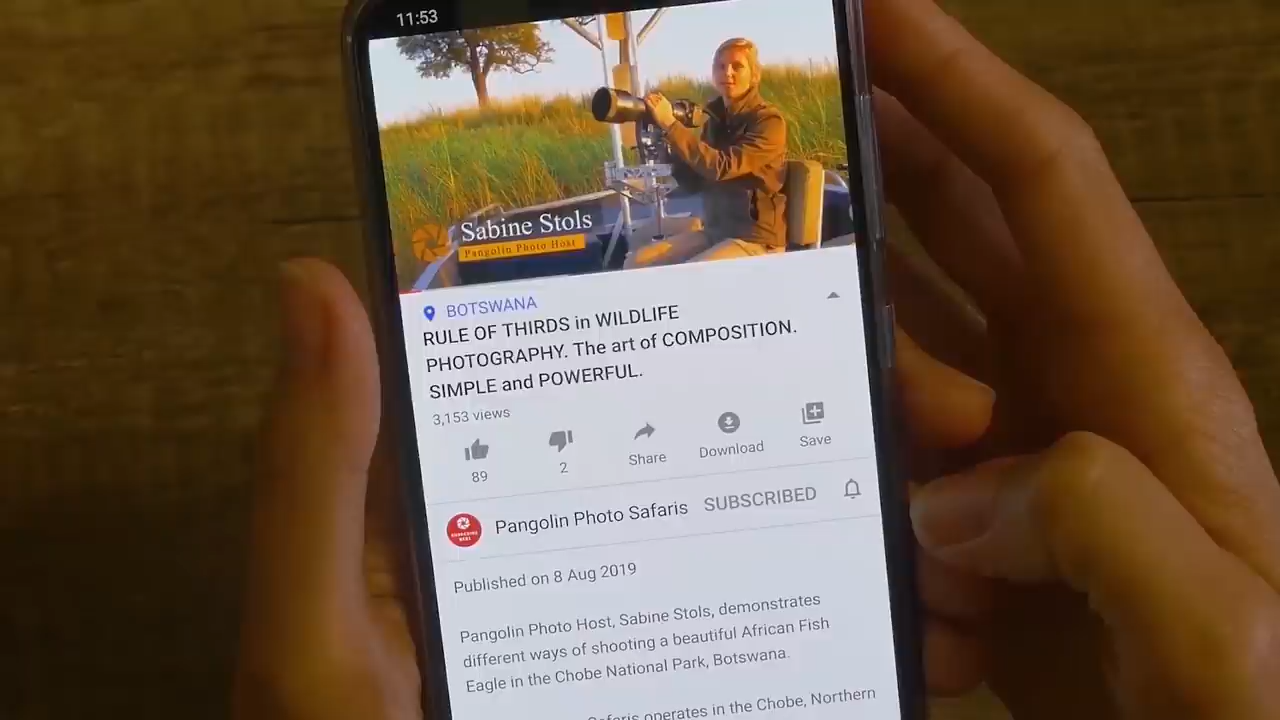 11:53
Sabine Stols
Pangolin Photo Host
BOTSWANA
RULE OF THIRDS in WILDLIFE
PHOTOGRAPHY. The art of COMPOSITION.
SIMPLE and POWERFUL.
3,153 views
89
2
Share
Download
Save
Pangolin Photo Safaris
SUBSCRIBED
Published on 8 Aug 2019
Pangolin Photo Host, Sabine Stols, demonstrates
different ways of shooting a beautiful African Fish
Eagle in the Chobe National Park, Botswana.
Safaris operates in the Chobe, Northern